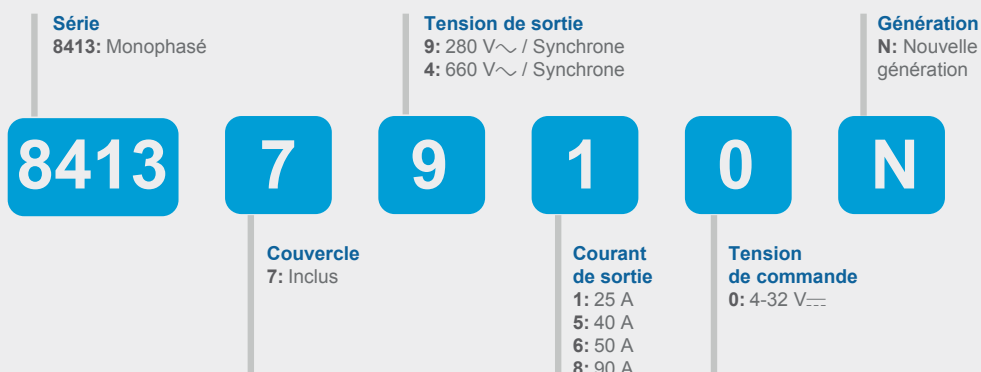 Série
8413: Monophasé
Tension de sortie
9: 280 V∿ / Synchrone
4: 660 V∿ / Synchrone
Génération
N: Nouvelle
génération
8413 7 9 1 0 N
Couvercle
7: Inclus
Courant
de sortie
1: 25 A
5: 40 A
6: 50 A
8: 90 A
Tension
de commande
0: 4-32 V⎓